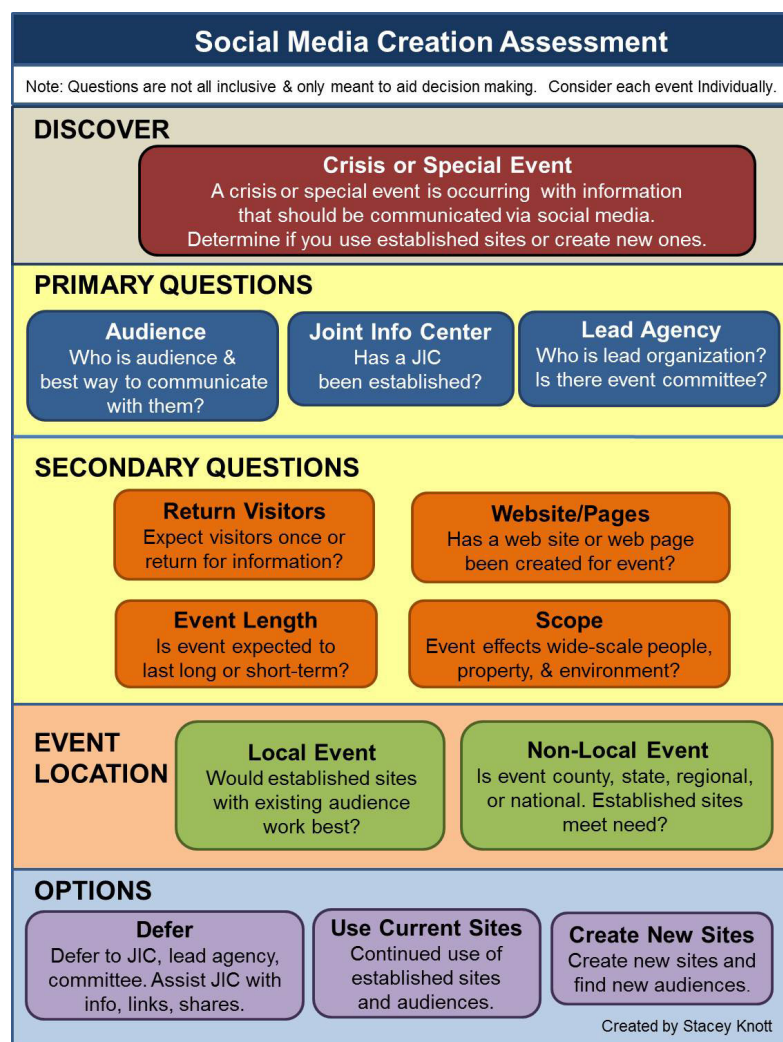 Social Media Creation Assessment
Note: Questions are not all inclusive & only meant to aid decision making. Consider each event Individually.
DISCOVER
Crisis or Special Event
A crisis or special event is occurring with information
that should be communicated via social media.
Determine if you use established sites or create new ones.
PRIMARY QUESTIONS
Audience
Who is audience &
best way to communicate
with them?
Joint Info Center
Has a JIC
been established?
Lead Agency
Who is lead organization?
Is there event committee?
SECONDARY QUESTIONS
Return Visitors
Expect visitors once or
return for information?
Website/Pages
Has a web site or web page
been created for event?
Event Length
Is event expected to
last long or short-term?
Scope
Event effects wide-scale people,
property, & environment?
EVENT
LOCATION
Local Event
Would established sites
with existing audience
work best?
Non-Local Event
Is event county, state, regional,
or national. Established sites
meet need?
OPTIONS
Defer
Defer to JIC, lead agency,
committee. Assist JIC with
info, links, shares.
Use Current Sites
Continued use of
established sites
and audiences.
Create New Sites
Create new sites and
find new audiences.
Created by Stacey Knott